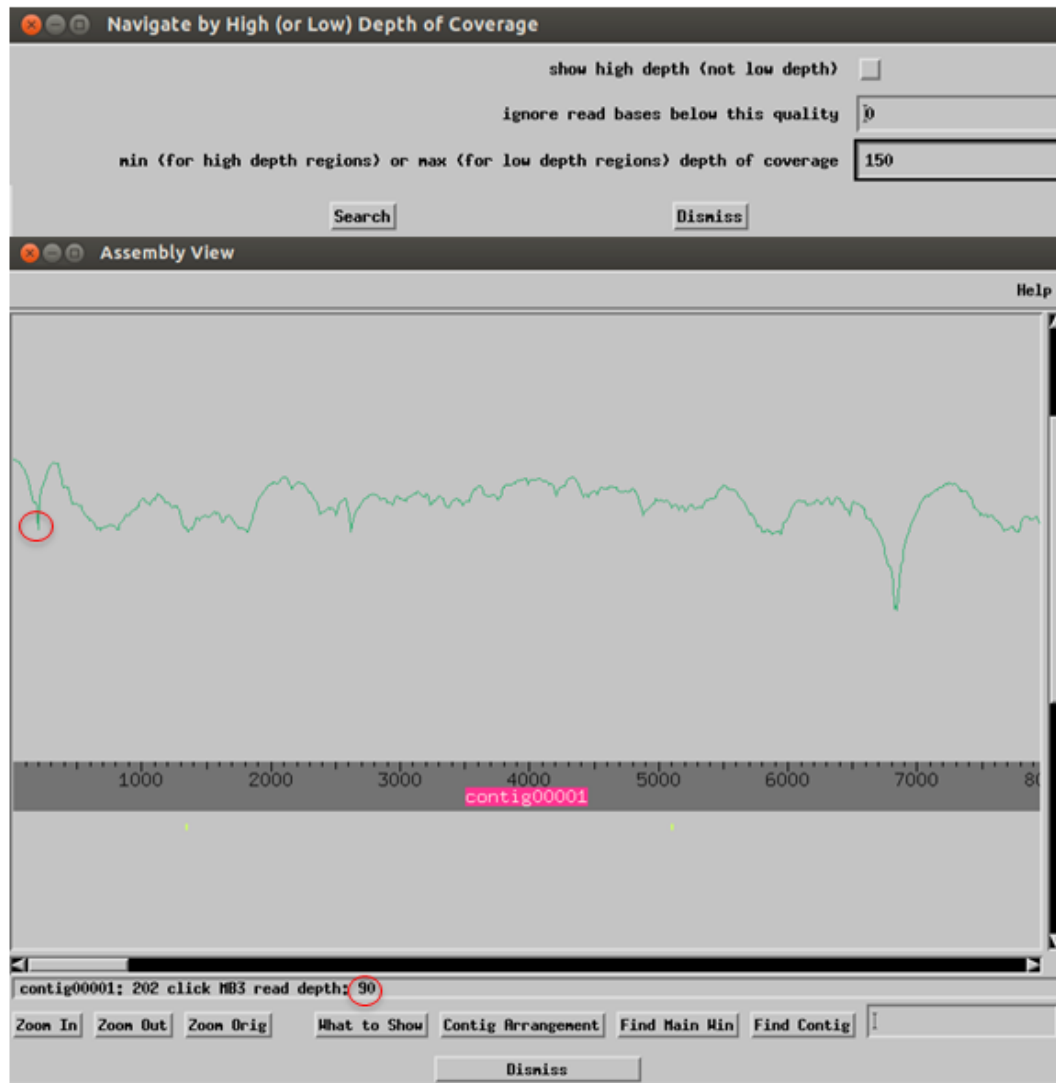 Navigate by High (or Low) Depth of Coverage
show high depth (not low depth)
ignore read bases below this quality 0
min (for high depth regions) or max (for low depth regions) depth of coverage 150
Search Dismiss
Assembly View
Help
1000 2000 3000 4000 5000 6000 7000
contig00001
contig00001: 202 click MB3 read depth: 90
Zoom In Zoom Out Zoom Orig What to Show Contig Arrangement Find Main Win Find Contig
Dismiss